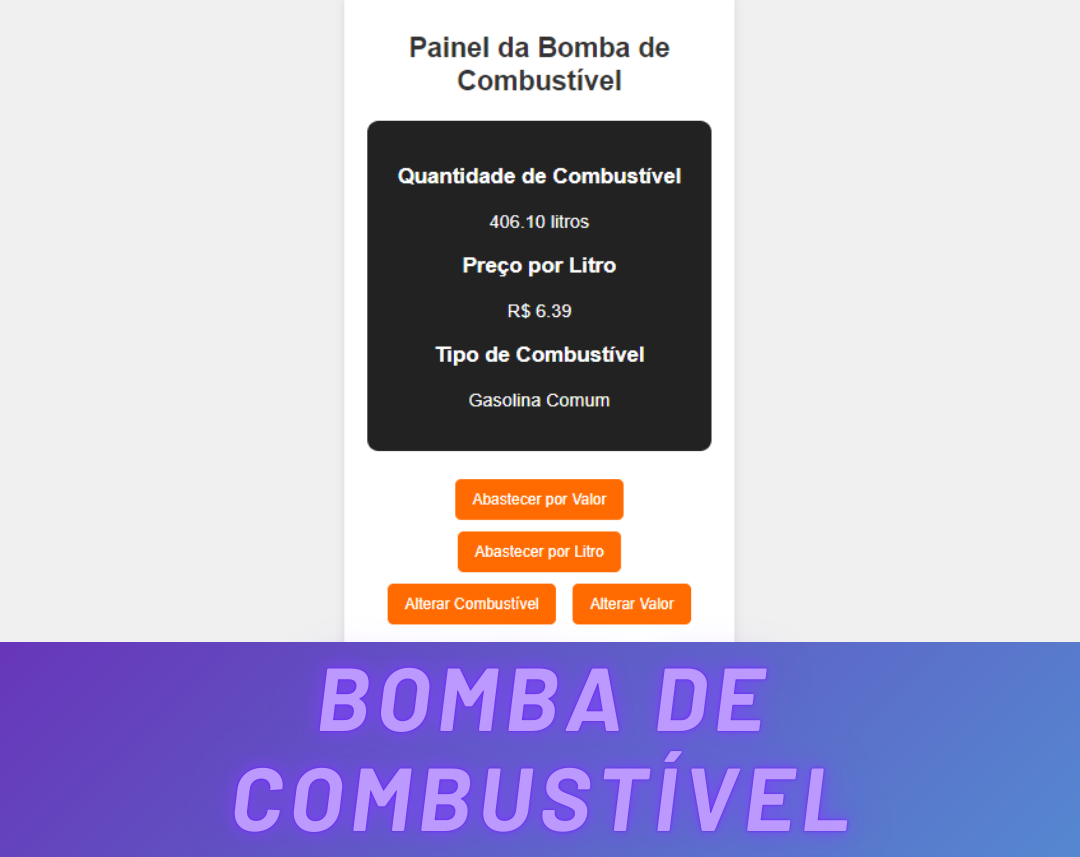 Painel da Bomba de
Combustível
Quantidade de Combustível
406.10 litros
Preço por Litro
R$ 6.39
Tipo de Combustível
Gasolina Comum
Abastecer por Valor
Abastecer por Litro
Alterar Combustível Alterar Valor
BOMBA DE
COMBUSTÍVEL